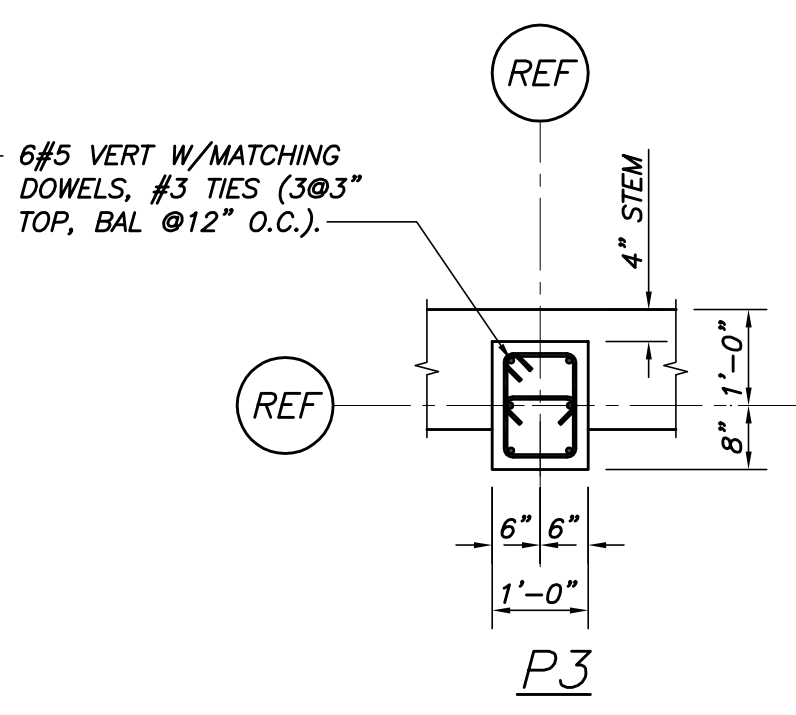 REF
6#5 VERT W/MATCHING
DOWELS, #3 TIES (3@3"
TOP, BAL @12" O.C.).
4" STEM
1'-0"
REF
8"
6" 6"
1'-0"
P3